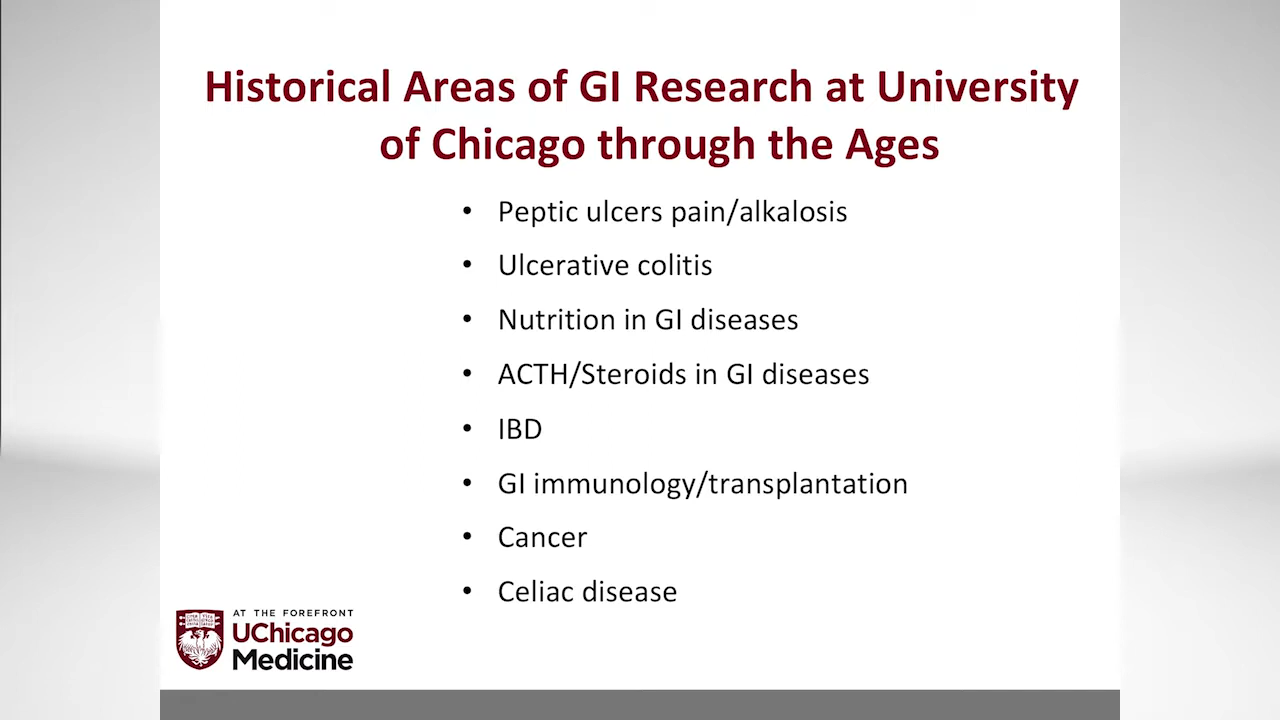 Historical Areas of GI Research at University
of Chicago through the Ages
• Peptic ulcers pain/alkalosis
• Ulcerative colitis
• Nutrition in GI diseases
• ACTH/Steroids in GI diseases
• IBD
• GI immunology/transplantation
• Cancer
• Celiac disease
AT THE FOREFRONT
UChicago
Medicine